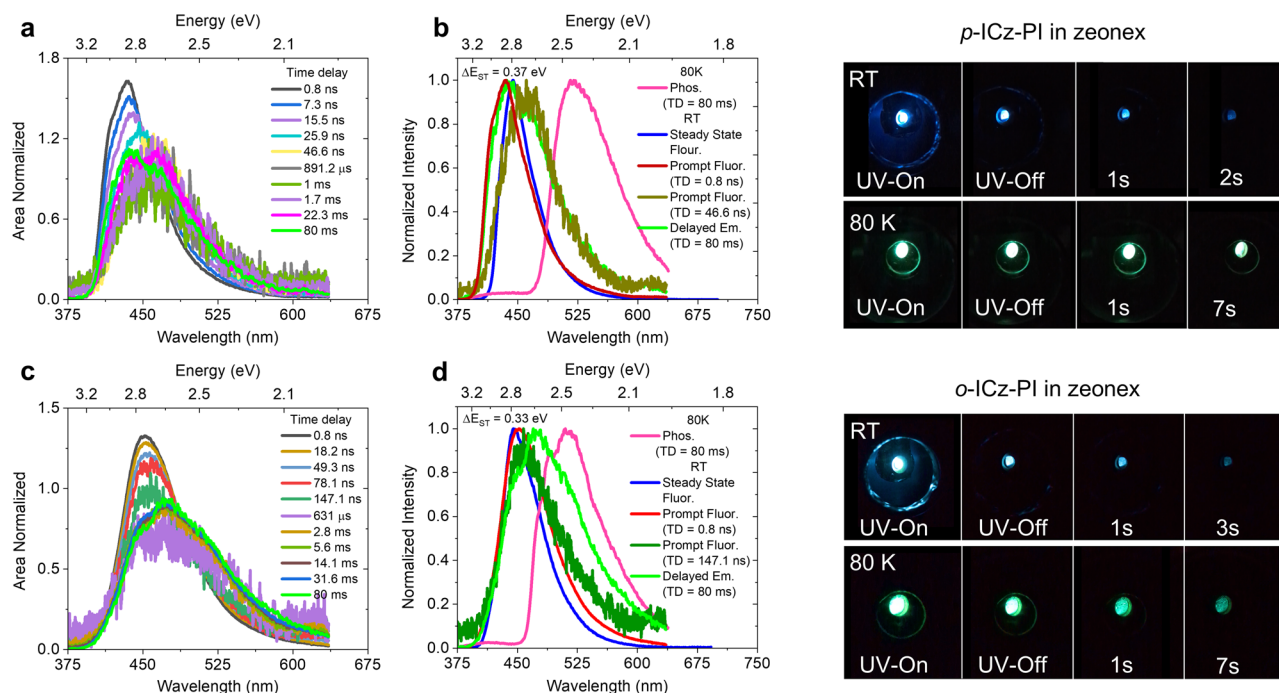 a
Energy (eV)
3.2 2.8 2.5 2.1
Time delay
0.8 ns
7.3 ns
15.5 ns
25.9 ns
46.6 ns
891.2 µs
1 ms
1.7 ms
22.3 ms
80 ms
Area Normalized
1.8
1.2
0.6
0.0
375 450 525 600 675
Wavelength (nm)
b
Energy (eV)
3.2 2.8 2.5 2.1 1.8
ΔEST = 0.37 eV
80K
Phos.
(TD = 80 ms)
RT
Steady State
Flour.
Prompt Fluor.
(TD = 0.8 ns)
Prompt Fluor.
(TD = 46.6 ns)
Delayed Em.
(TD = 80 ms)
Normalized Intensity
1.0
0.8
0.6
0.4
0.2
0.0
375 450 525 600 675 750
Wavelength (nm)
p-ICz-PI in zeonex
RT
UV-On UV-Off 1s 2s
80 K
UV-On UV-Off 1s 7s
c
Energy (eV)
3.2 2.8 2.5 2.1
Time delay
0.8 ns
18.2 ns
49.3 ns
78.1 ns
147.1 ns
631 µs
2.8 ms
5.6 ms
14.1 ms
31.6 ms
80 ms
Area Normalized
1.5
1.0
0.5
0.0
375 450 525 600 675
Wavelength (nm)
d
Energy (eV)
3.2 2.8 2.5 2.1 1.8
ΔEST = 0.33 eV
80K
Phos.
(TD = 80 ms)
RT
Steady State
Fluor.
Prompt Fluor.
(TD = 0.8 ns)
Prompt Fluor.
(TD = 147.1 ns)
Delayed Em.
(TD = 80 ms)
Normalized Intensity
1.0
0.8
0.6
0.4
0.2
0.0
375 450 525 600 675 750
Wavelength (nm)
o-ICz-PI in zeonex
RT
UV-On UV-Off 1s 3s
80 K
UV-On UV-Off 1s 7s